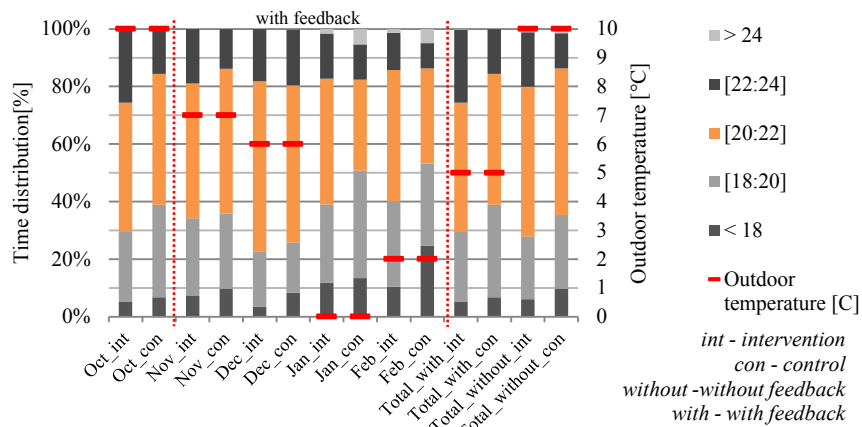 with feedback
Time distribution[%]
100%
80%
60%
40%
20%
0%
10
9
8
7
6
5
4
3
2
1
0
Outdoor temperature [°C]
Oct_int
Oct_con
Nov_int
Nov_con
Dec_int
Dec_con
Jan_int
Jan_con
Feb_int
Feb_con
Total_with_int
Total_with_con
Total_without_int
Total_without_con
> 24
[22:24]
[20:22]
[18:20]
< 18
Outdoor
temperature [C]
int - intervention
con - control
without -without feedback
with - with feedback